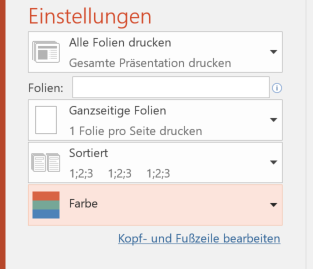 Einstellungen
Alle Folien drucken
Gesamte Präsentation drucken
Folien:
Ganzseitige Folien
1 Folie pro Seite drucken
Sortiert
1;2;3 1;2;3 1;2;3
Farbe
Kopf- und Fußzeile bearbeiten